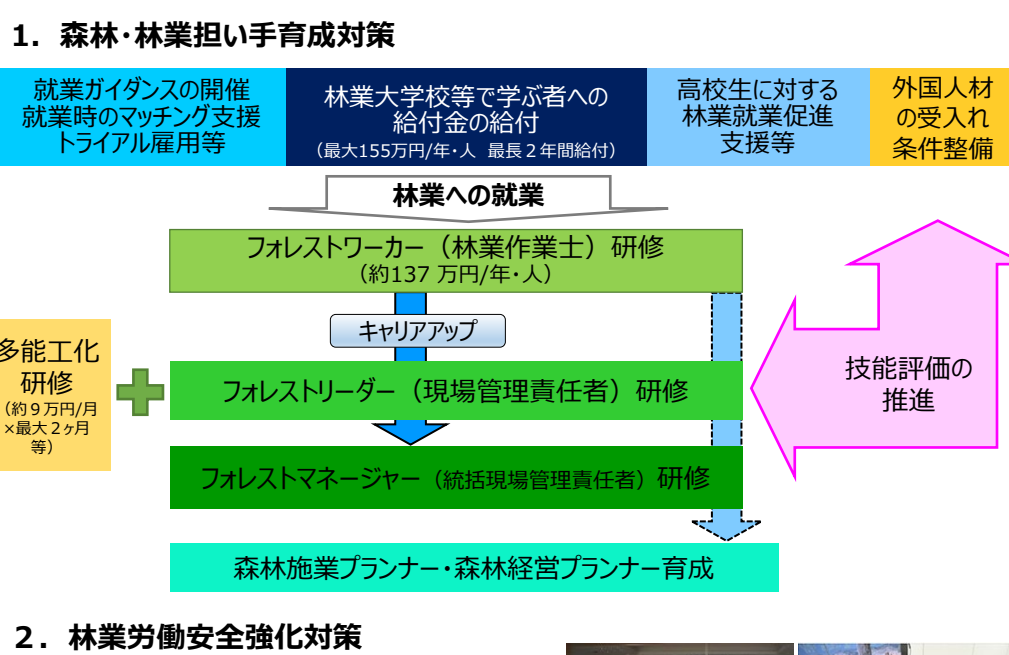 1．森林･林業担い手育成対策
就業ガイダンスの開催
就業時のマッチング支援
トライアル雇用等
林業大学校等で学ぶ者への
給付金の給付
（最大155万円/年･人 最長２年間給付）
高校生に対する
林業就業促進
支援等
外国人材
の受入れ
条件整備
林業への就業
フォレストワーカー（林業作業士）研修
（約137 万円/年･人）
キャリアアップ
多能工化
研修
（約９万円/月
×最大２ヶ月
等）
フォレストリーダー（現場管理責任者）研修
技能評価の
推進
フォレストマネージャー（統括現場管理責任者）研修
森林施業プランナー･森林経営プランナー育成
２．林業労働安全強化対策